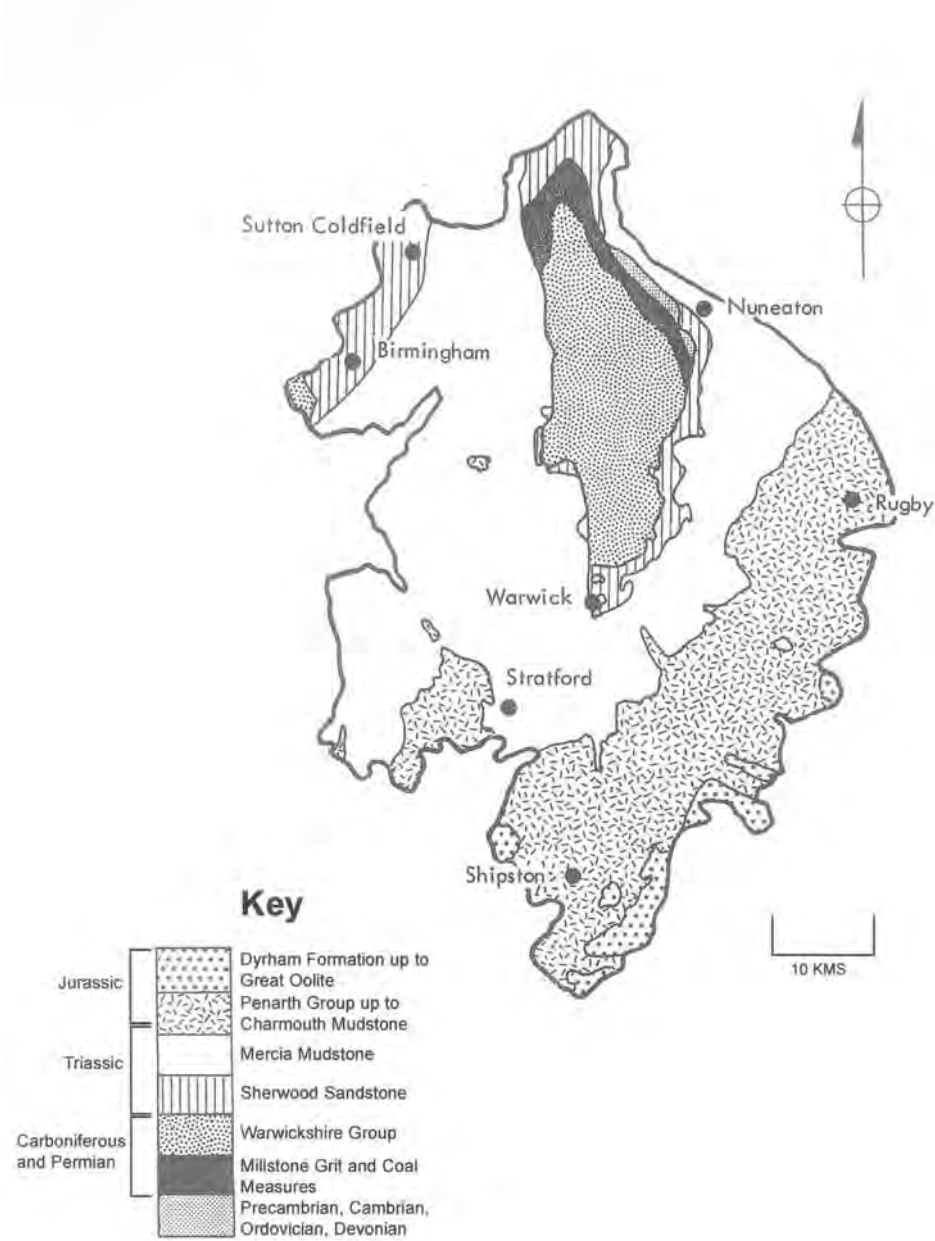 Sutton Coldfield
Nuneaton
Birmingham
Rugby
Warwick
Stratford
Shipston
10 KMS
Key
Jurassic
Dyrham Formation up to
Great Oolite
Penarth Group up to
Charmouth Mudstone
Triassic
Mercia Mudstone
Sherwood Sandstone
Carboniferous
and Permian
Warwickshire Group
Millstone Grit and Coal
Measures
Precambrian, Cambrian,
Ordovician, Devonian